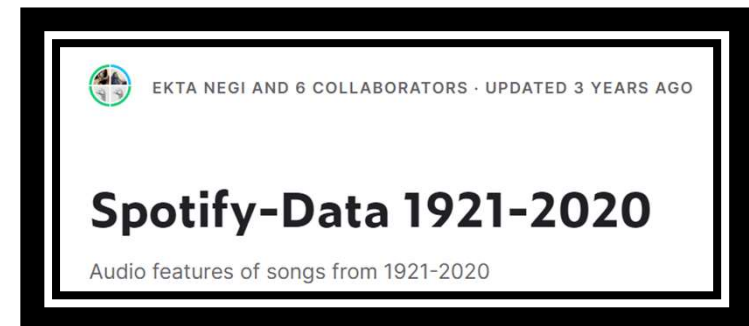 EKTA NEGI AND 6 COLLABORATORS · UPDATED 3 YEARS AGO
Spotify-Data 1921-2020
Audio features of songs from 1921-2020